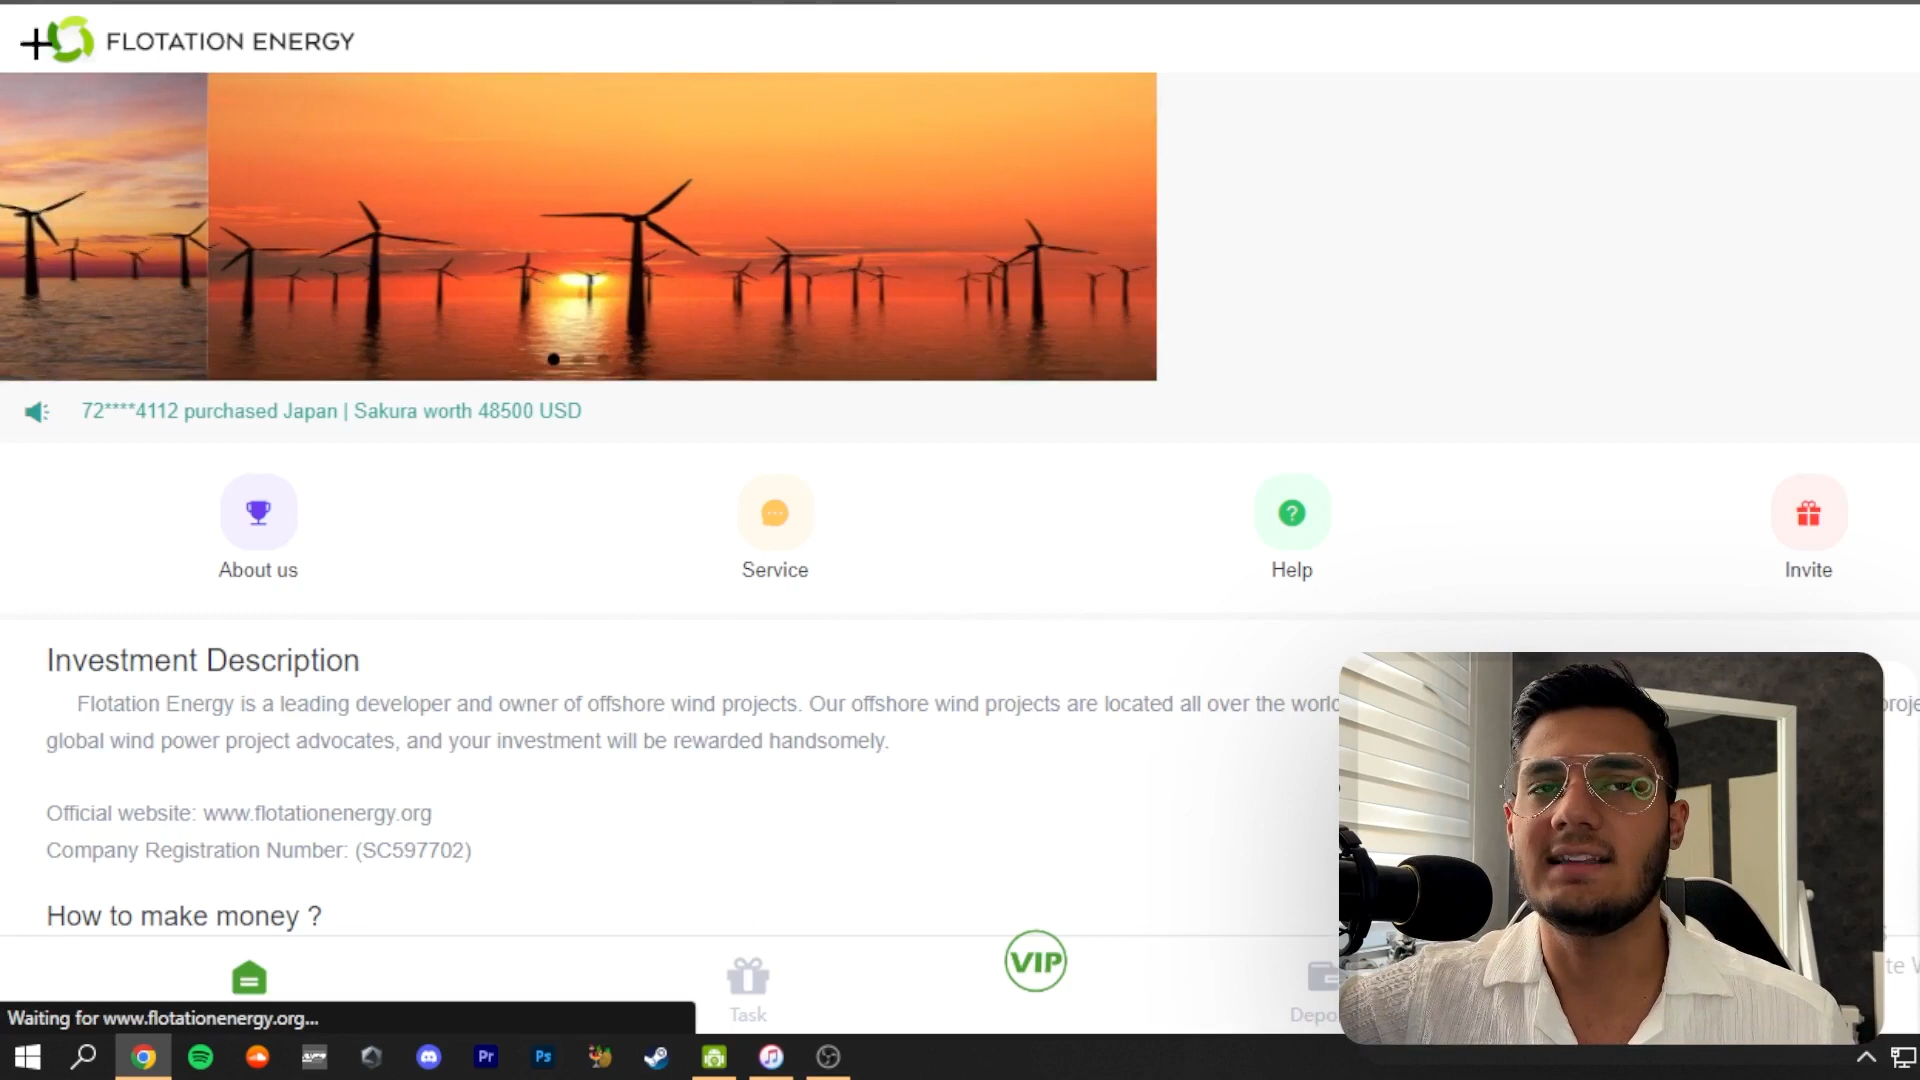 FLOTATION ENERGY
72****4112 purchased Japan | Sakura worth 48500 USD
About us
Service
Help
Invite
Investment Description
Flotation Energy is a leading developer and owner of offshore wind projects. Our offshore wind projects are located all over the
global wind power project advocates, and your investment will be rewarded handsomely.
Official website: www.flotationenergy.org
Company Registration Number: (SC597702)
How to make money ?
VIP
Task
Waiting for www.flotationenergy.org...
Pr
Ps